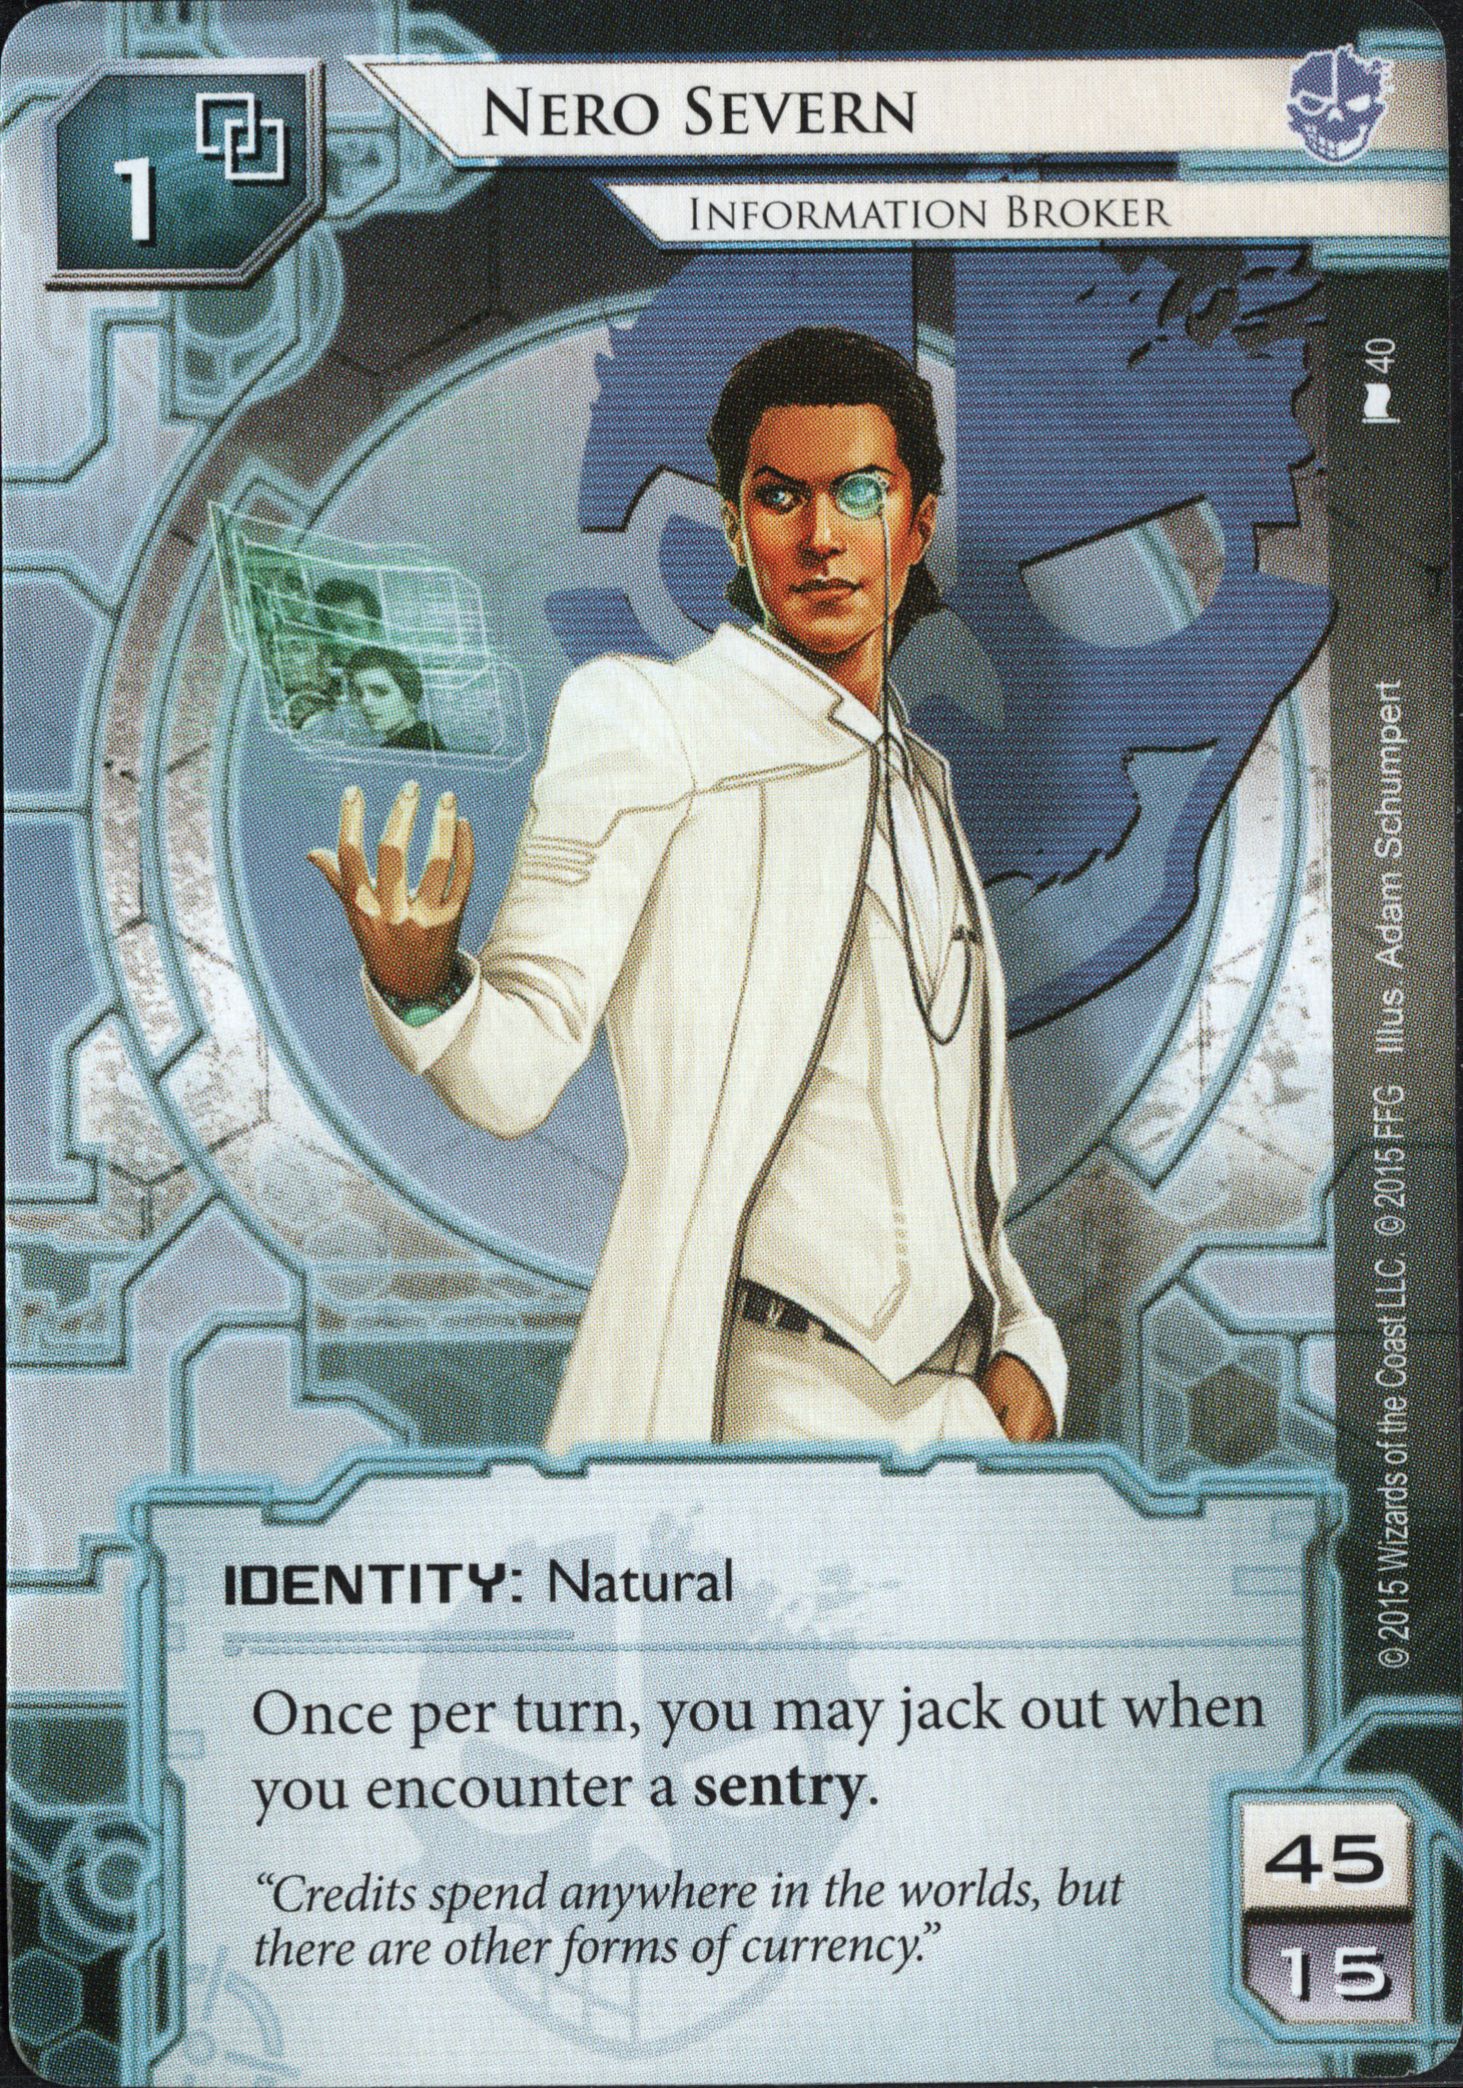 1
NERO SEVERN
INFORMATION BROKER
40
Illus. Adam Schumpert
© 2015 Wizards of the Coast LLC. © 2015 FFG
IDENTITY: Natural
Once per turn, you may jack out when
you encounter a sentry.
“Credits spend anywhere in the worlds, but
there are other forms of currency.”
45
15